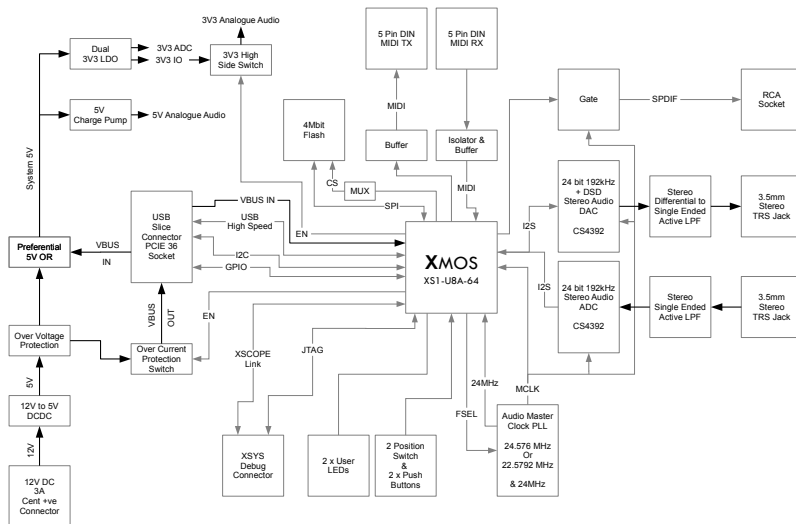 3V3 Analogue Audio
Dual
3V3 LDO
3V3 ADC
3V3 IO
3V3 High
Side Switch
5 Pin DIN
MIDI TX
5 Pin DIN
MIDI RX
5V
Charge Pump
5V Analogue Audio
4Mbit
Flash
MIDI
MIDI
Buffer
Isolator &
Buffer
Gate
SPDIF
RCA
Socket
System 5V
CS
MUX
SPI
EN
VBUS IN
USB
High Speed
I2C
GPIO
USB
Slice
Connector
PCIE 36
Socket
VBUS
IN
Preferential
5V OR
XMOS
XS1-U8A-64
I2S
24 bit 192kHz
+ DSD
Stereo Audio
DAC
CS4392
Stereo
Differential to
Single Ended
Active LPF
3.5mm
Stereo
TRS Jack
I2S
24 bit 192kHz
Stereo Audio
ADC
CS4392
Stereo
Single Ended
Active LPF
3.5mm
Stereo
TRS Jack
VBUS
OUT
EN
Over Voltage
Protection
Over Current
Protection
Switch
XSCOPE
Link
JTAG
24MHz
MCLK
FSEL
5V
12V to 5V
DCDC
12V
12V DC
3A
Cent +ve
Connector
XSYS
Debug
Connector
2 x User
LEDs
2 Position
Switch
&
2 x Push
Buttons
Audio Master
Clock PLL
24.576 MHz
Or
22.5792 MHz
& 24MHz